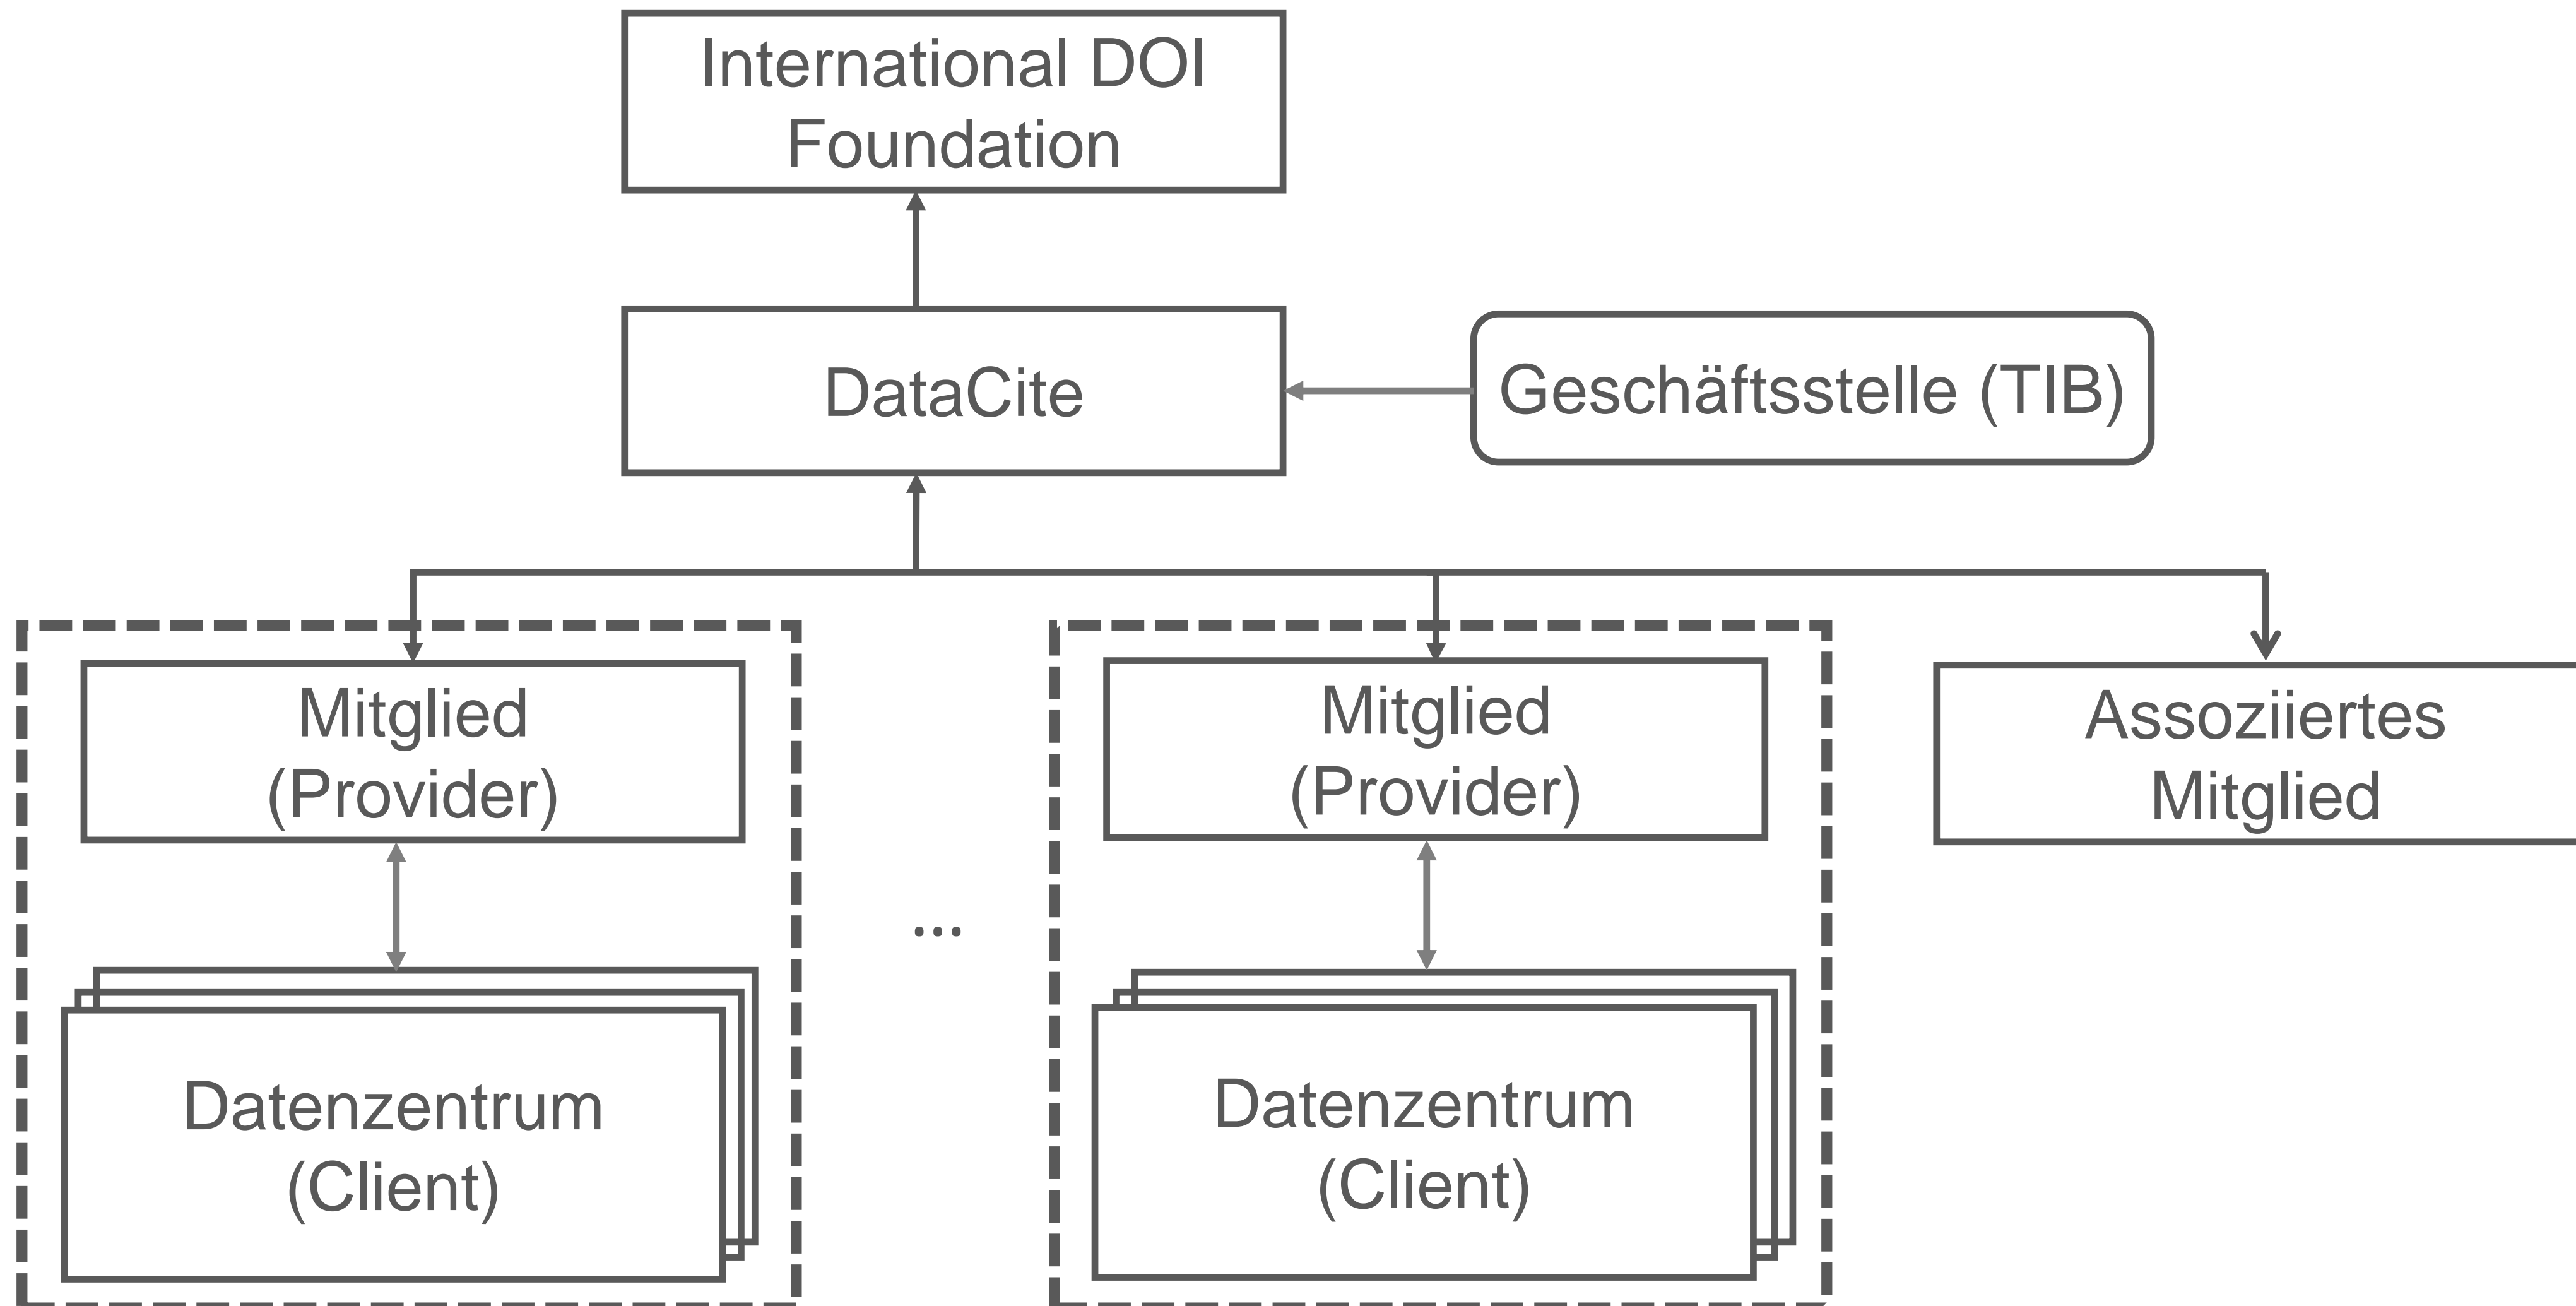 International DOI
Foundation
DataCite
Geschäftsstelle (TIB)
Mitglied
(Provider)
Mitglied
(Provider)
Assoziiertes
Mitglied
...
Datenzentrum
(Client)
Datenzentrum
(Client)